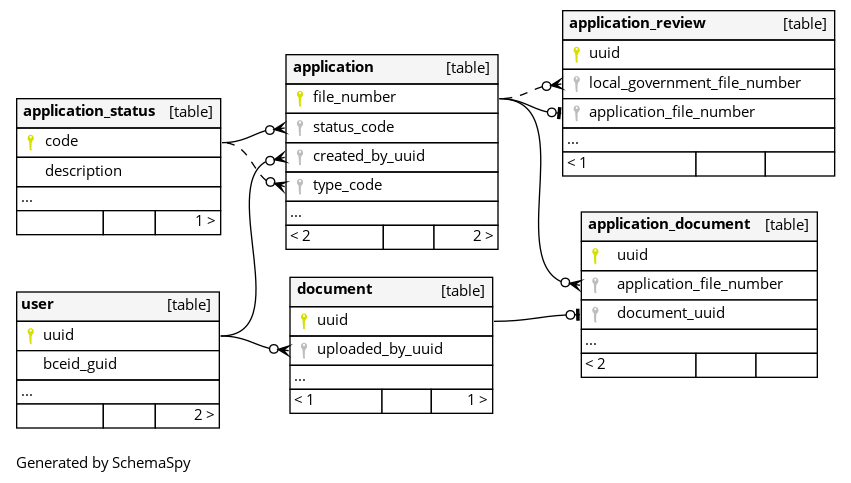 application_status [table]
code
description
...
1 >
user [table]
uuid
bceid_guid
...
2 >
application [table]
file_number
status_code
created_by_uuid
type_code
...
< 2 2 >
document [table]
uuid
uploaded_by_uuid
...
< 1 1 >
application_review [table]
uuid
local_government_file_number
application_file_number
...
< 1
application_document [table]
uuid
application_file_number
document_uuid
...
< 2
Generated by SchemaSpy